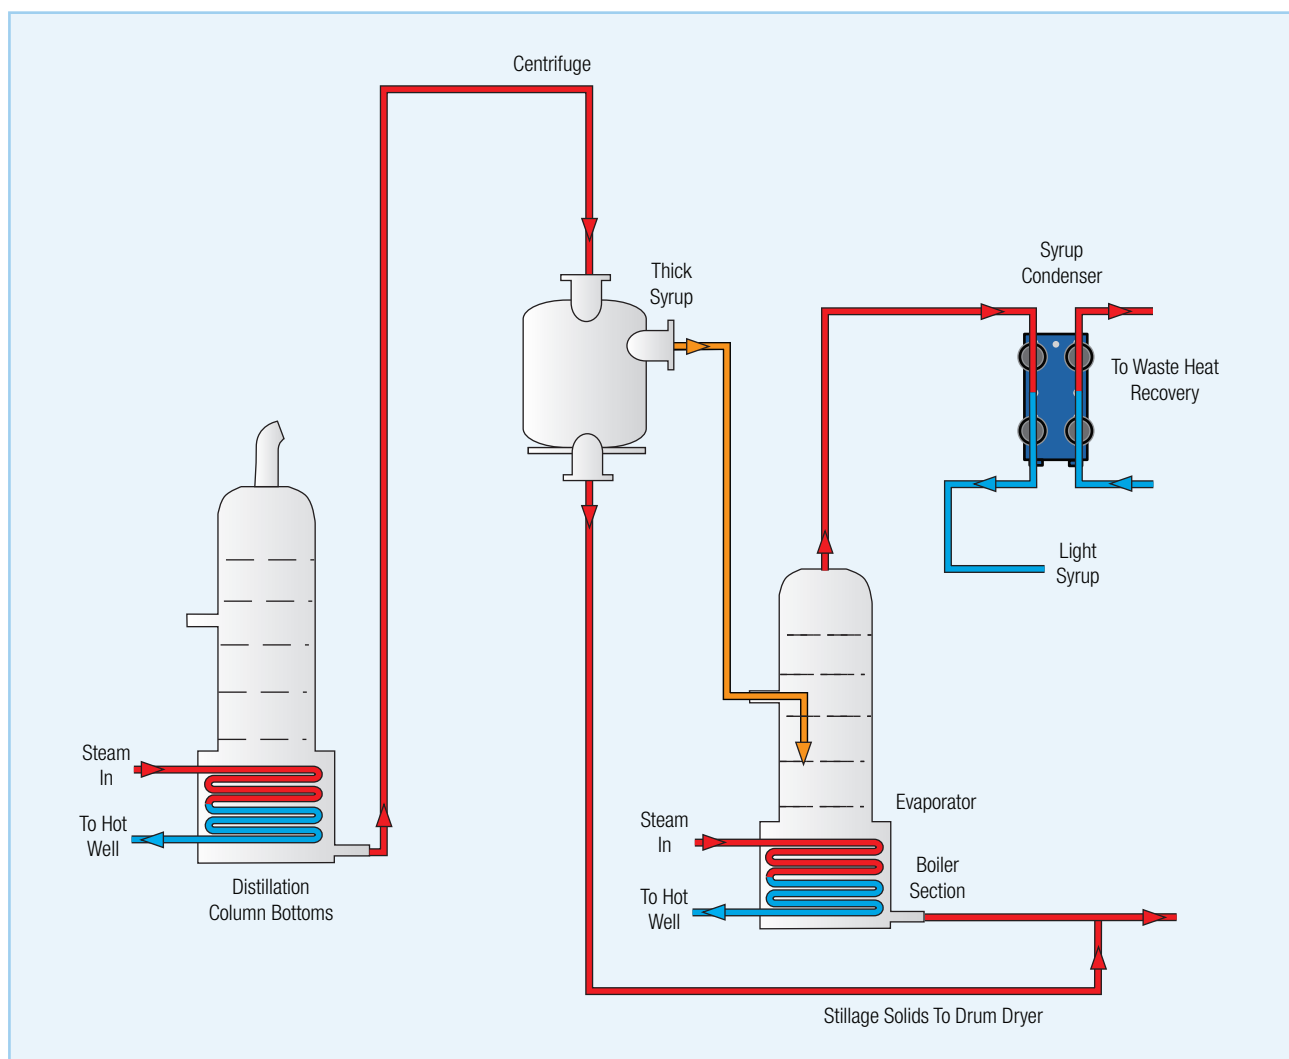 Centrifuge
Thick
Syrup
Syrup
Condenser
To Waste Heat
Recovery
Light
Syrup
Steam
In
To Hot
Well
Distillation
Column Bottoms
Evaporator
Steam
In
Boiler
Section
To Hot
Well
Stillage Solids To Drum Dryer